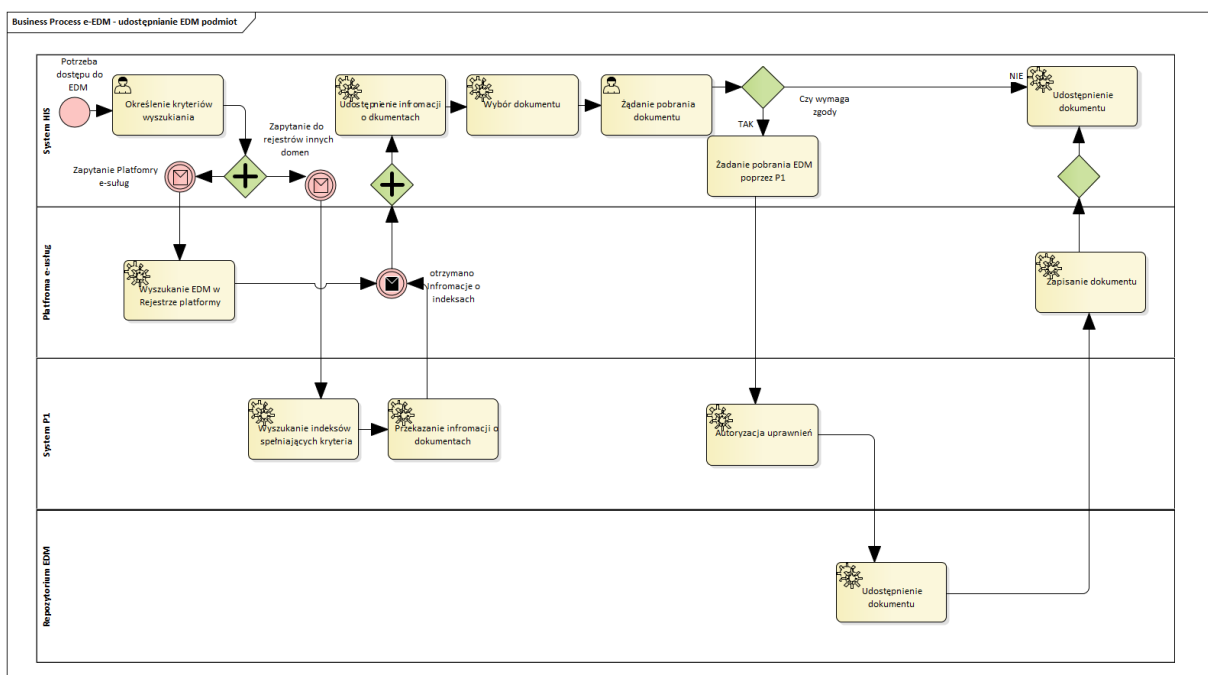 Business Process e-EDM - udostępnianie EDM podmiot
System HIS
Potrzeba
dostępu do
EDM
Określenie kryteriów
wyszukiania
Zapytanie Platfomry
e-suług
Zapytanie do
rejestrów innych
domen
Udostępnienie infromacji
o dkumentach
Wybór dokumentu
Żądanie pobrania
dokumentu
Czy wymaga
zgody
NIE
TAK
Żadanie pobrania EDM
poprzez P1
Udostępnienie
dokumentu
Platfroma e-usług
Wyszukanie EDM w
Rejestrze platformy
otrzymano
infromacje o
indeksach
Zapisanie dokumentu
System P1
Wyszukanie indeksów
spełniających kryteria
Przekazanie infromacji o
dokumentach
Autoryzacja uprawnień
Repozytorium EDM
Udostępnienie
dokumentu